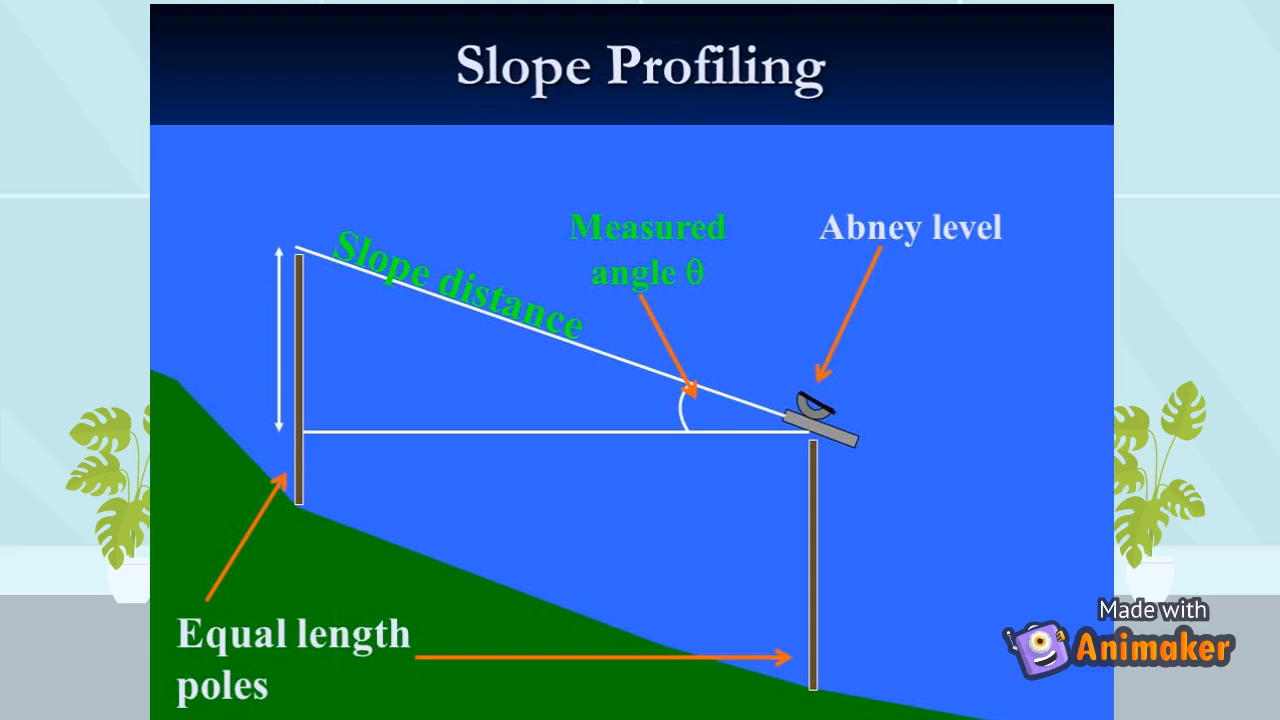 Slope Profiling
Slope distance
Measured
angle θ
Abney level
Equal length
poles
Made with
Animaker